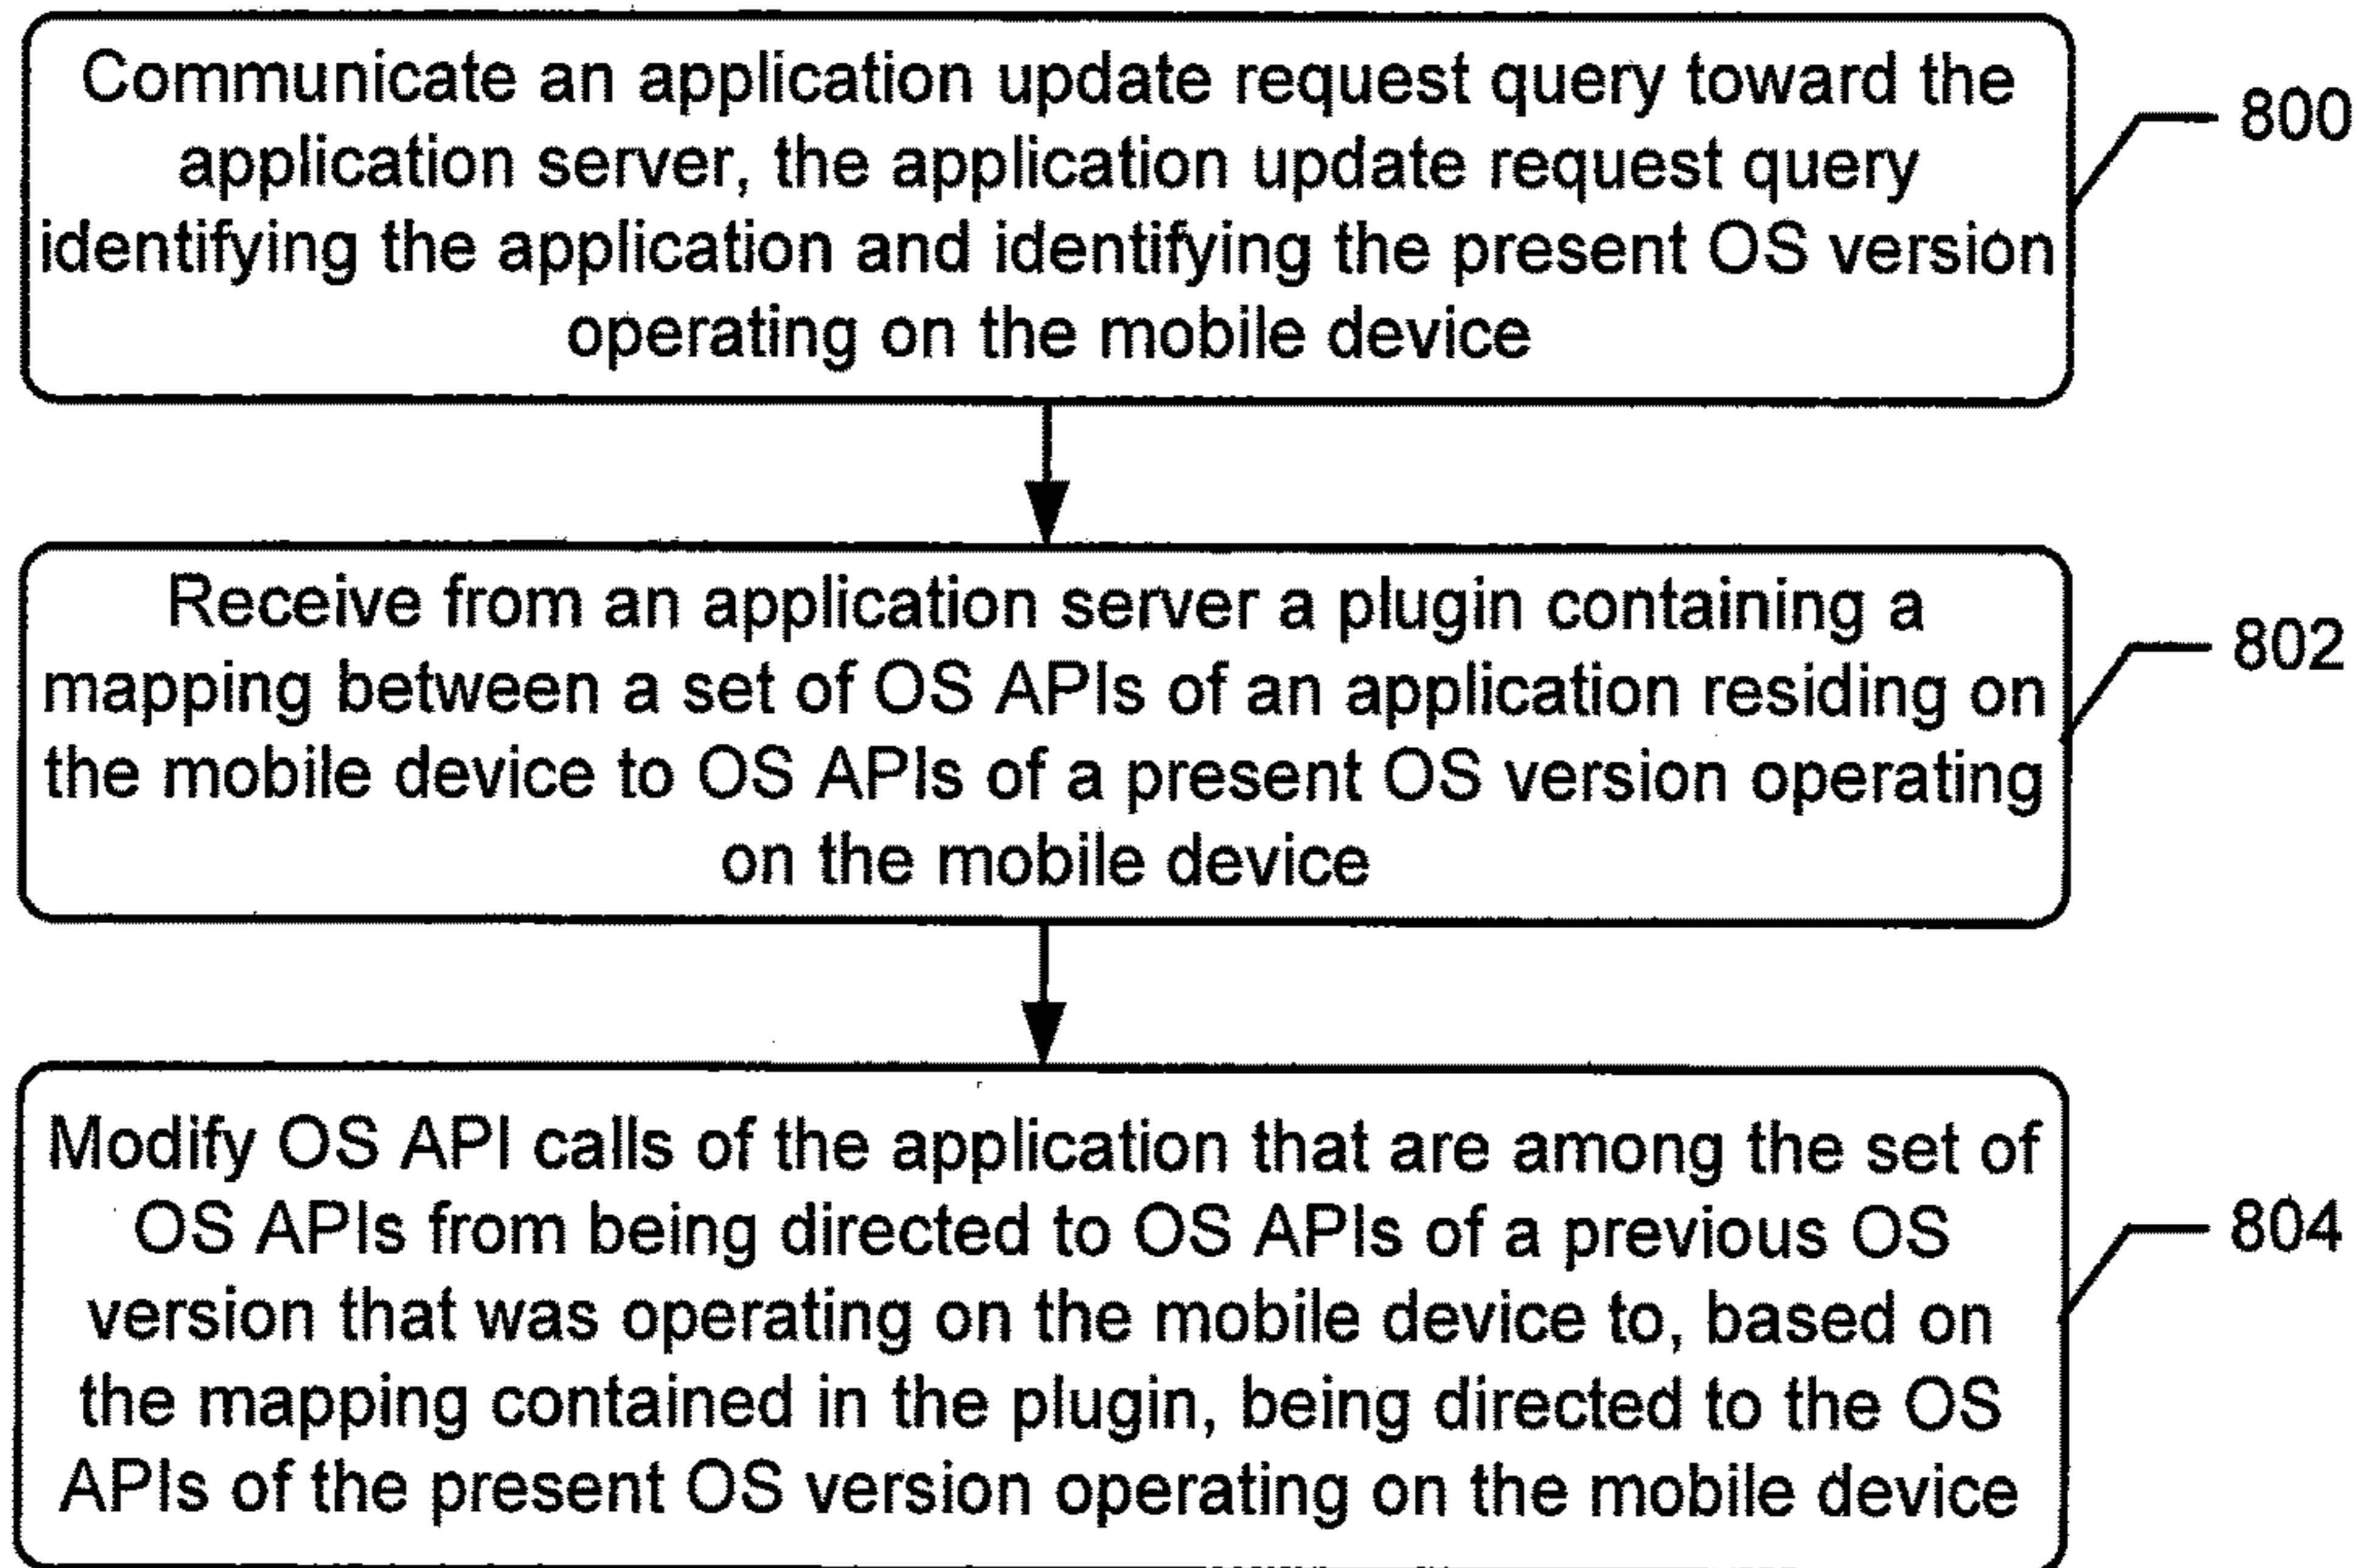 Communicate an application update request query toward the
application server, the application update request query
identifying the application and identifying the present OS version
operating on the mobile device
800
Receive from an application server a plugin containing a
mapping between a set of OS APIs of an application residing on
the mobile device to OS APIs of a present OS version operating
on the mobile device
802
Modify OS API calls of the application that are among the set of
OS APIs from being directed to OS APIs of a previous OS
version that was operating on the mobile device to, based on
the mapping contained in the plugin, being directed to the OS
APIs of the present OS version operating on the mobile device
804